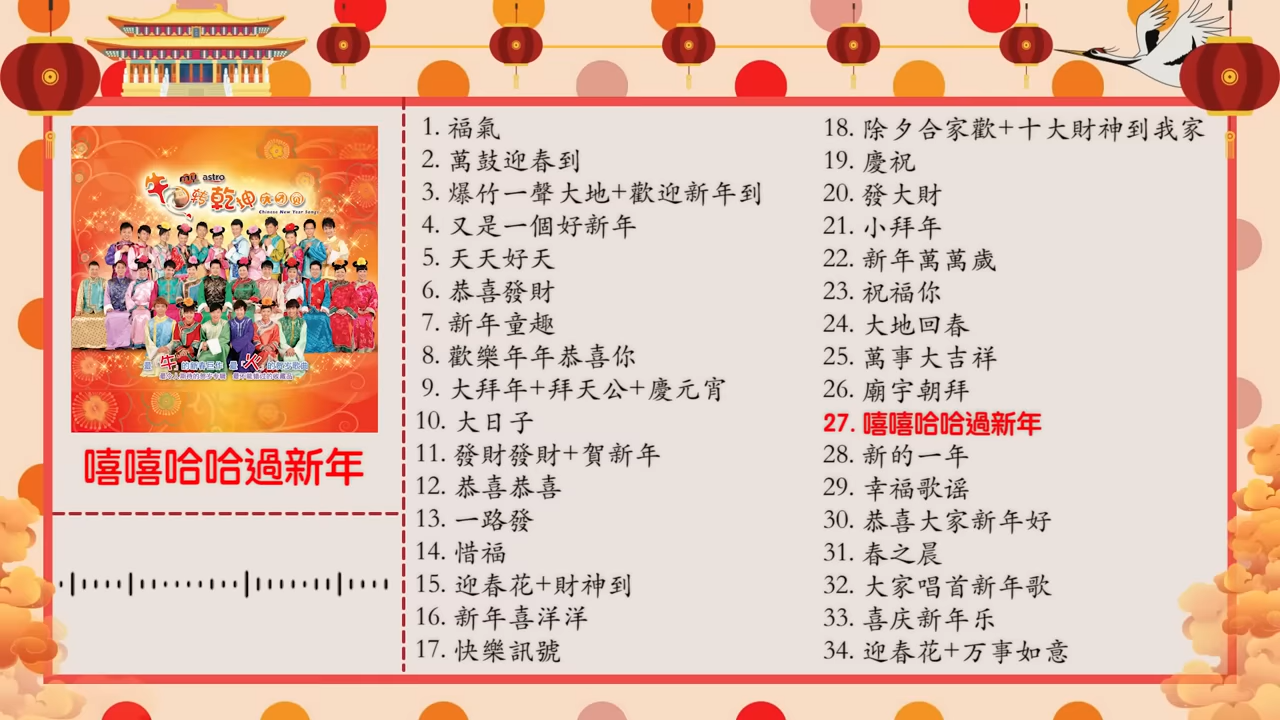 astro
牛轉乾坤大團圓
Chinese New Year Songs
嘻嘻哈哈過新年
1. 福氣
2. 萬鼓迎春到
3. 爆竹一聲大地+歡迎新年到
4. 又是一個好新年
5. 天天好天
6. 恭喜發財
7. 新年童趣
8. 歡樂年年恭喜你
9. 大拜年+拜天公+慶元宵
10. 大日子
11. 發財發財+賀新年
12. 恭喜恭喜
13. 一路發
14. 惜福
15. 迎春花+財神到
16. 新年喜洋洋
17. 快樂訊號
18. 除夕合家歡+十大財神到我家
19. 慶祝
20. 發大財
21. 小拜年
22. 新年萬萬歲
23. 祝福你
24. 大地回春
25. 萬事大吉祥
26. 廟宇朝拜
27. 嘻嘻哈哈過新年
28. 新的一年
29. 幸福歌谣
30. 恭喜大家新年好
31. 春之晨
32. 大家唱首新年歌
33. 喜庆新年乐
34. 迎春花+万事如意